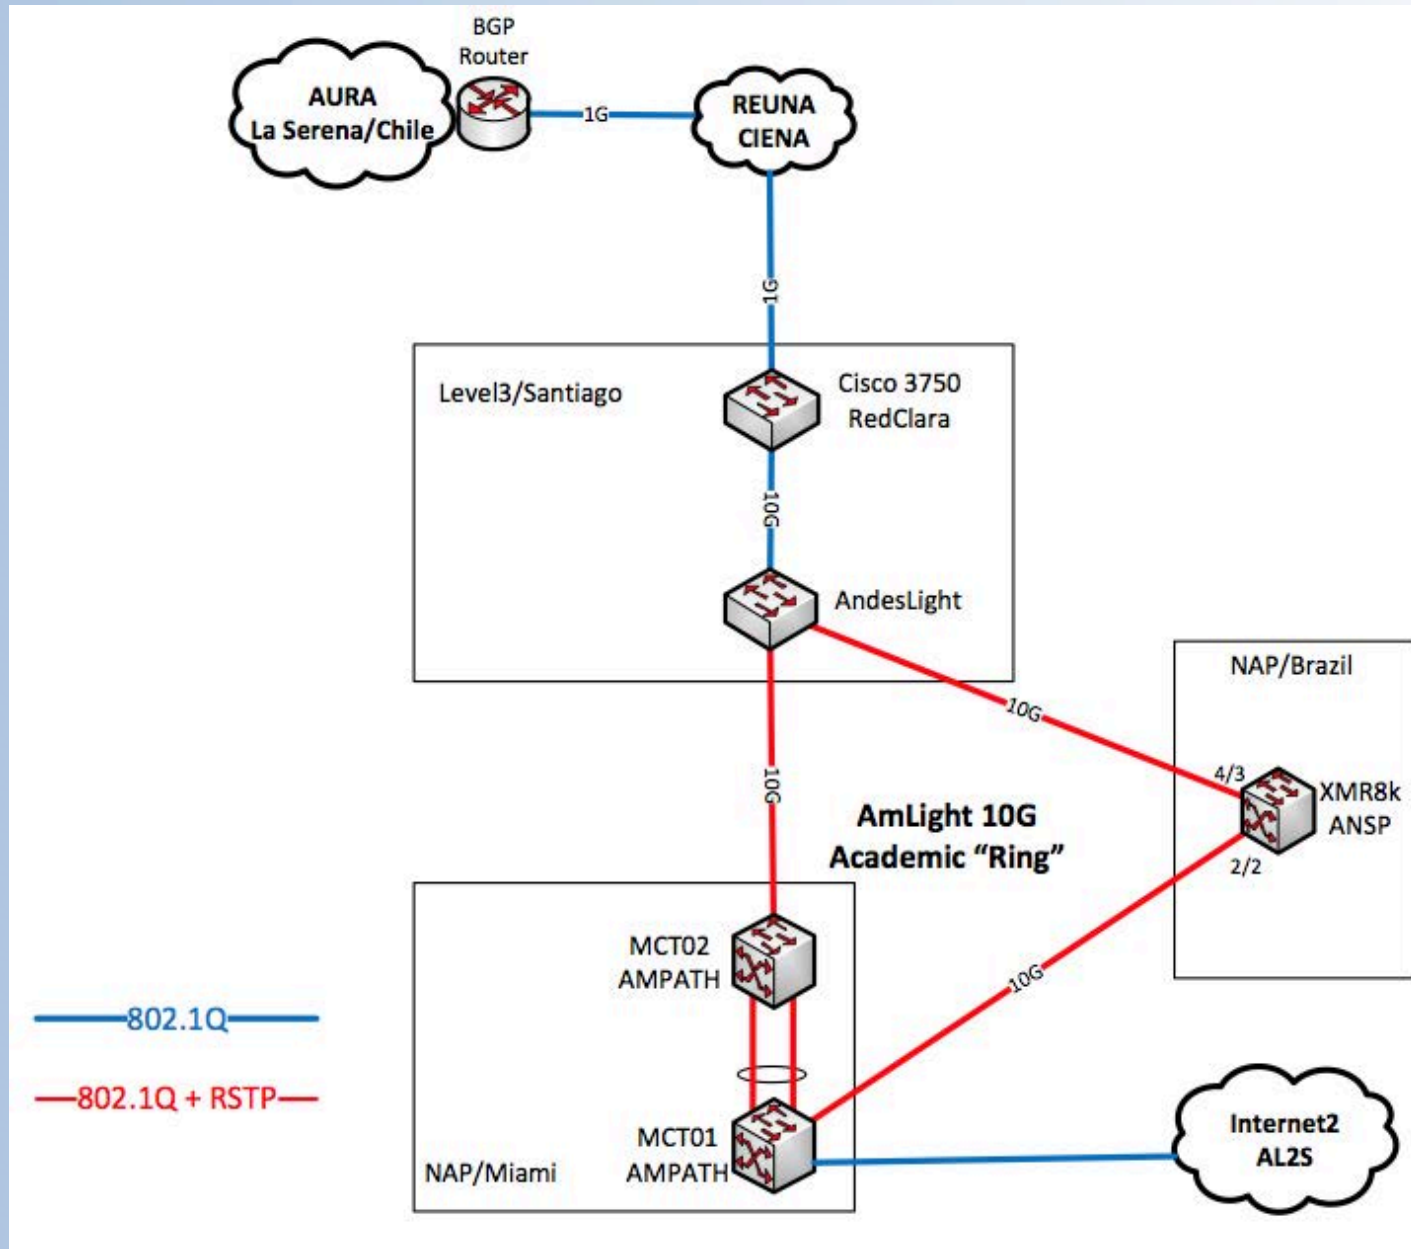 BGP
Router
AURA
La Serena/Chile
1G
REUNA
CIENA
1G
Level3/Santiago
Cisco 3750
RedClara
10G
AndesLight
NAP/Brazil
10G
4/3
XMR8k
ANSP
2/2
10G
AmLight 10G
Academic “Ring”
MCT02
AMPATH
10G
802.1Q
802.1Q + RSTP
MCT01
AMPATH
NAP/Miami
Internet2
AL2S